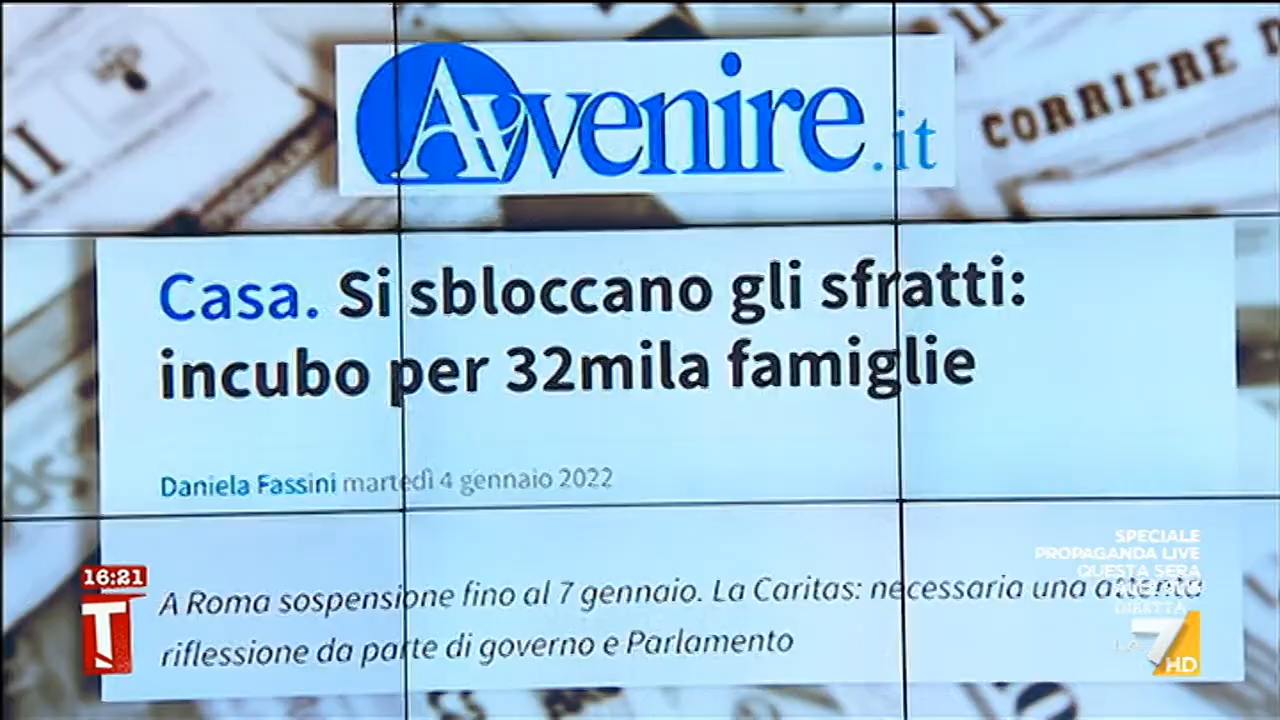 Avvenire.it
CORRIERE D
Casa. Si sbloccano gli sfratti:
incubo per 32mila famiglie
Daniela Fassini martedì 4 gennaio 2022
A Roma sospensione fino al 7 gennaio. La Caritas: necessaria una attenta
riflessione da parte di governo e Parlamento
16:21
T
SPECIALE
PROPAGANDA LIVE
QUESTA SERA
DIRETTA
LA7
HD